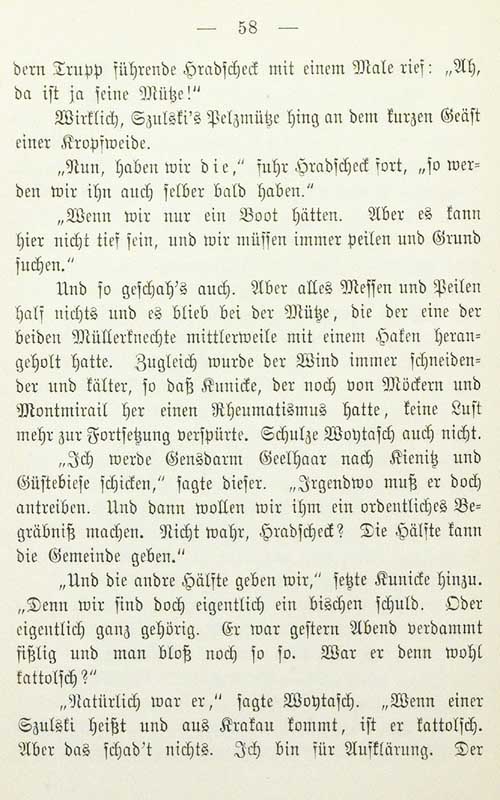 — 58 —
dern Trupp führende Hradscheck mit einem Male rief: „Ah,
da ist ja seine Mütze!“
Wirklich, Szulski's Pelzmütze hing an dem kurzen Geäst
einer Kropfweide.
„Nun, haben wir die,“ fuhr Hradscheck fort, „so wer-
den wir ihn auch selber bald haben.“
„Wenn wir nur ein Boot hätten. Aber es kann
hier nicht tief sein, und wir müssen immer peilen und Grund
suchen.“
Und so geschah's auch. Aber alles Messen und Peilen
half nichts und es blieb bei der Mütze, die der eine der
beiden Müllerknechte mittlerweile mit einem Haken heran-
geholt hatte. Zugleich wurde der Wind immer schneiden-
der und kälter, so daß Kunicke, der noch von Möckern und
Montmirail her einen Rheumatismus hatte, keine Lust
mehr zur Fortsetzung verspürte. Schulze Woytasch auch nicht.
„Ich werde Gensdarm Geelhaar nach Kienitz und
Güstebiese schicken,“ sagte dieser. „Irgendwo muß er doch
antreiben. Und dann wollen wir ihm ein ordentliches Be-
gräbniß machen. Nicht wahr, Hradscheck? Die Hälfte kann
die Gemeinde geben.“
„Und die andre Hälfte geben wir,“ setzte Kunicke hinzu.
„Denn wir sind doch eigentlich ein bischen schuld. Oder
eigentlich ganz gehörig. Er war gestern Abend verdammt
fißlig und man bloß noch so so. War er denn wohl
kattolsch?“
„Natürlich war er,“ sagte Woytasch. „Wenn einer
Szulski heißt und aus Krakau kommt, ist er kattolsch.
Aber das schad't nichts. Ich bin für Aufklärung. Der